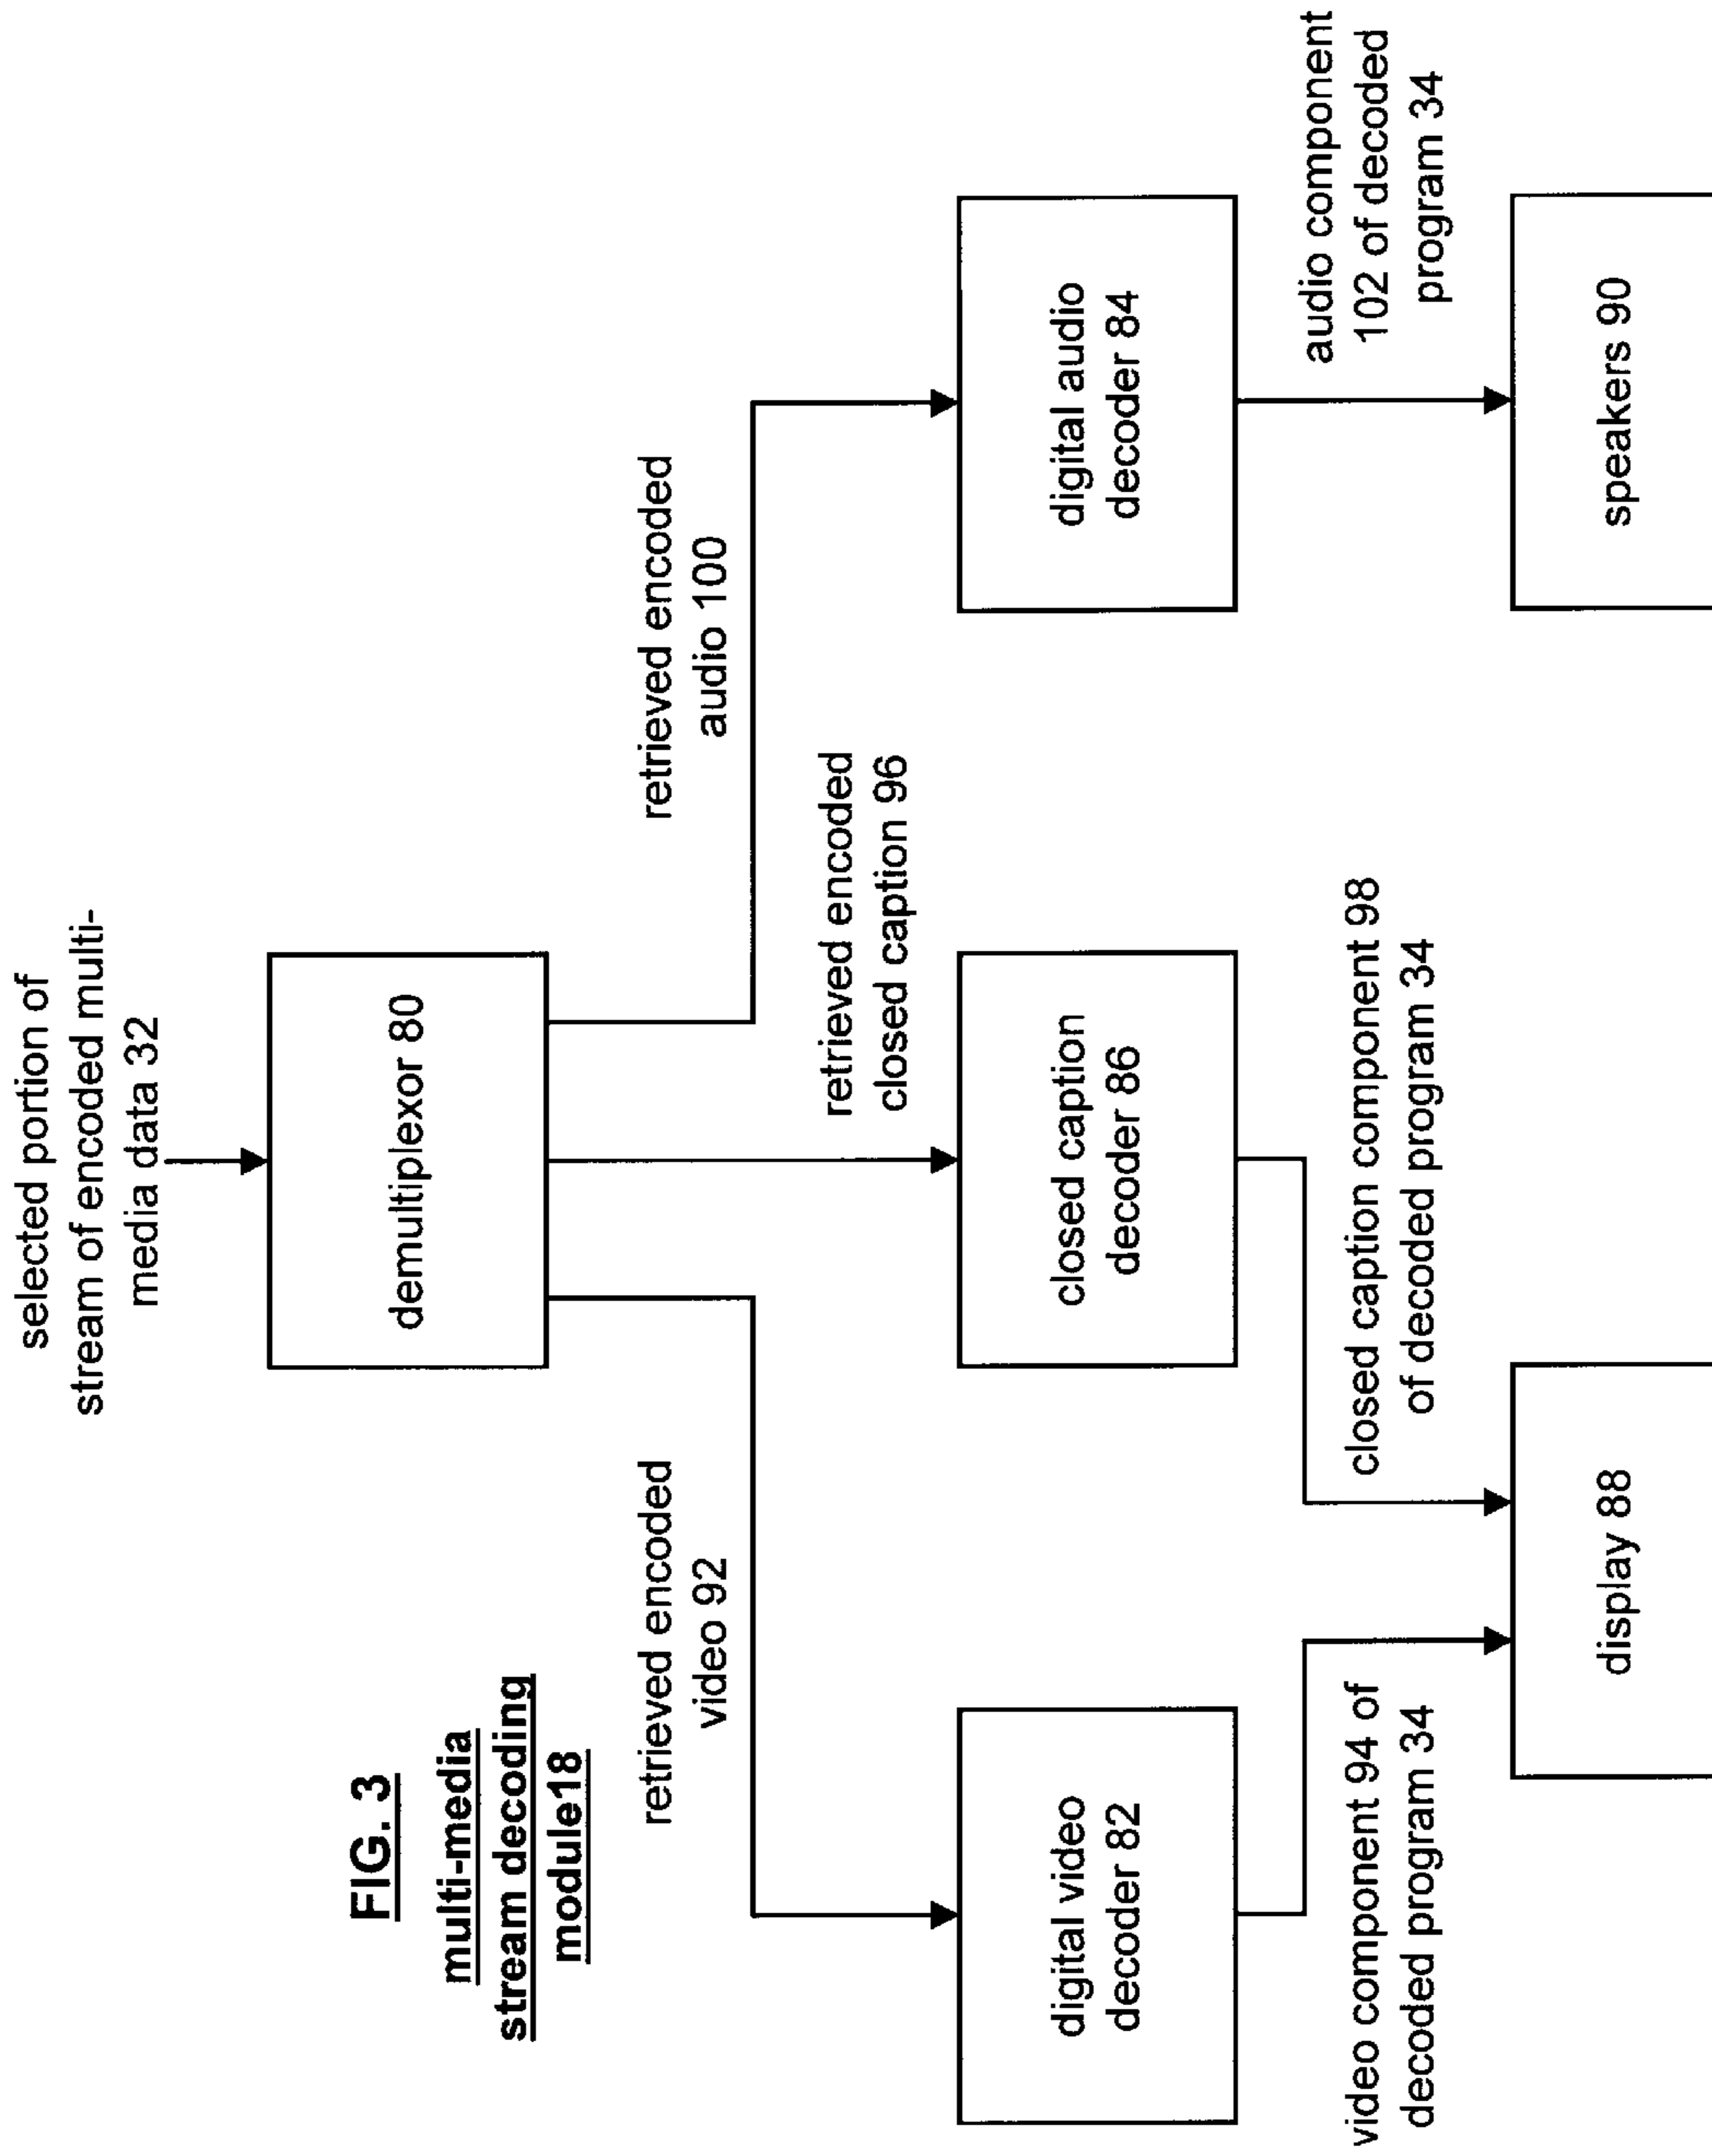 selected portion of
stream of encoded multi-
media data 32
FIG. 3
multi-media
stream decoding
module18
demultiplexor 80
retrieved encoded
video 92
retrieved encoded
closed caption 96
retrieved encoded
audio 100
digital video
decoder 82
closed caption
decoder 86
digital audio
decoder 84
video component 94 of
decoded program 34
closed caption component 98
of decoded program 34
audio component
102 of decoded
program 34
display 88
speakers 90